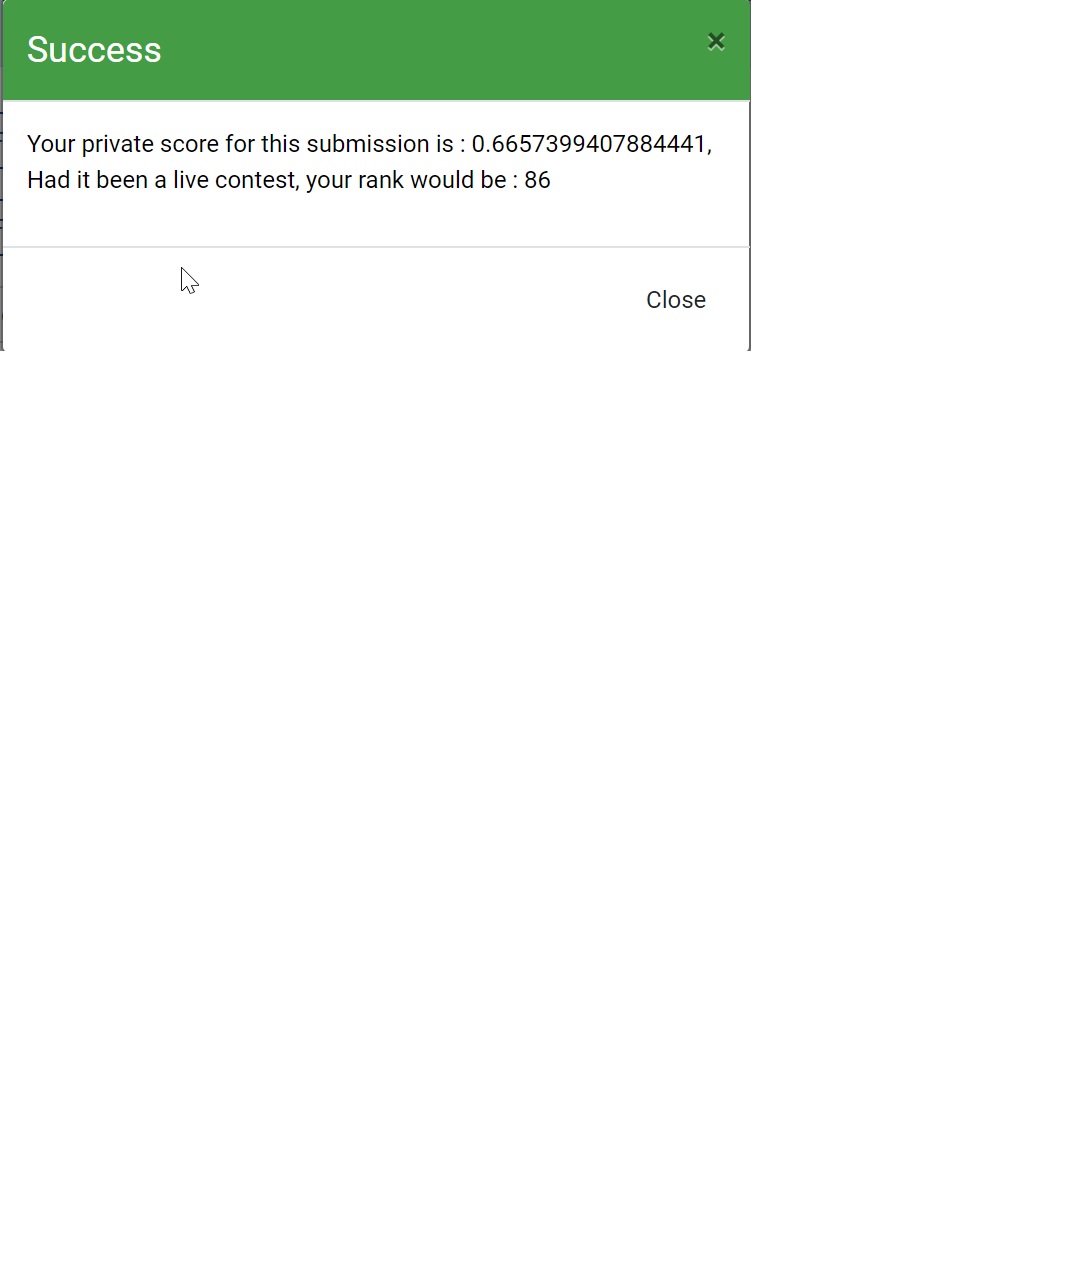 Success
×
Your private score for this submission is : 0.6657399407884441,
Had it been a live contest, your rank would be : 86
Close